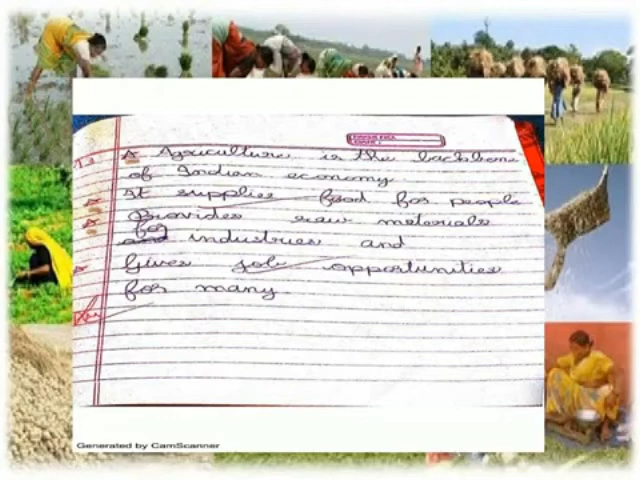 A Agriculture is the backbone
of Indian economy
It supplies food for people
Provides raw materials
for
industries and
Gives job opportunities
for many
Generated by CamScanner